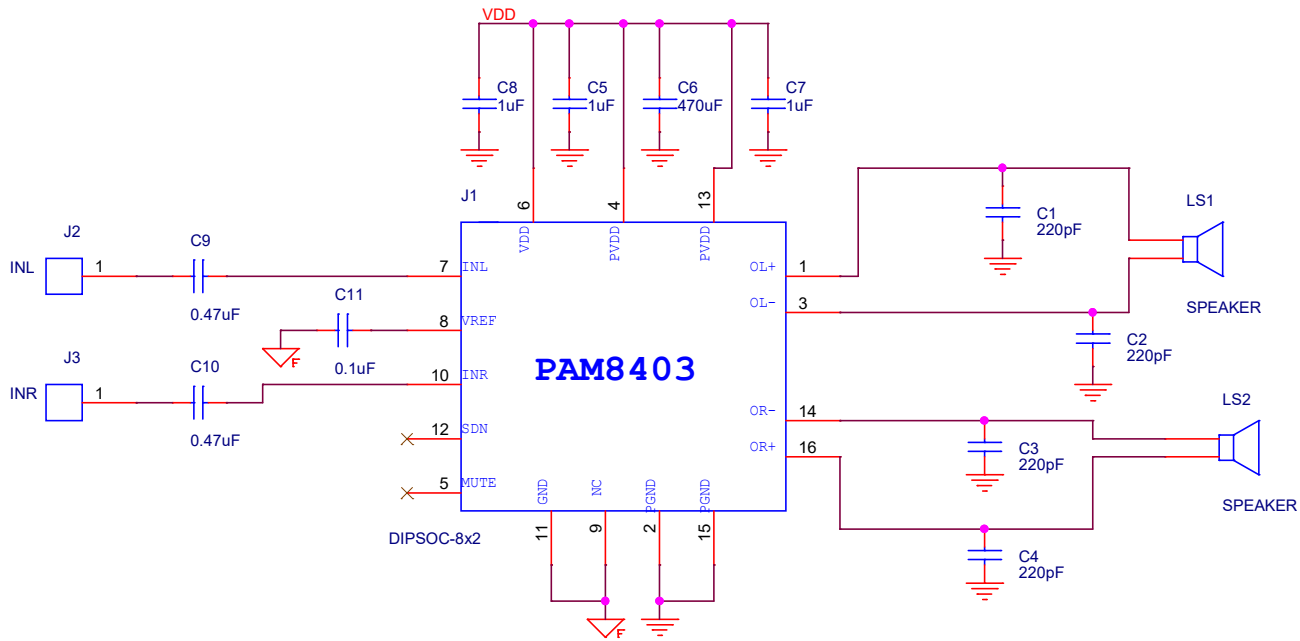 VDD
C8
1uF
C5
1uF
C6
470uF
C7
1uF
J1
6
4
13
VDD
PVDD
PVDD
C1
220pF
LS1
SPEAKER
J2
INL
1
C9
0.47uF
7
INL
OL+
1
OL-
3
C11
0.1uF
8
VREF
F
C2
220pF
PAM8403
J3
INR
1
C10
0.47uF
10
INR
12
SDN
5
MUTE
OR-
14
OR+
16
LS2
SPEAKER
C3
220pF
C4
220pF
GND
NC
PGND
PGND
11
9
2
15
DIPSOC-8x2
F